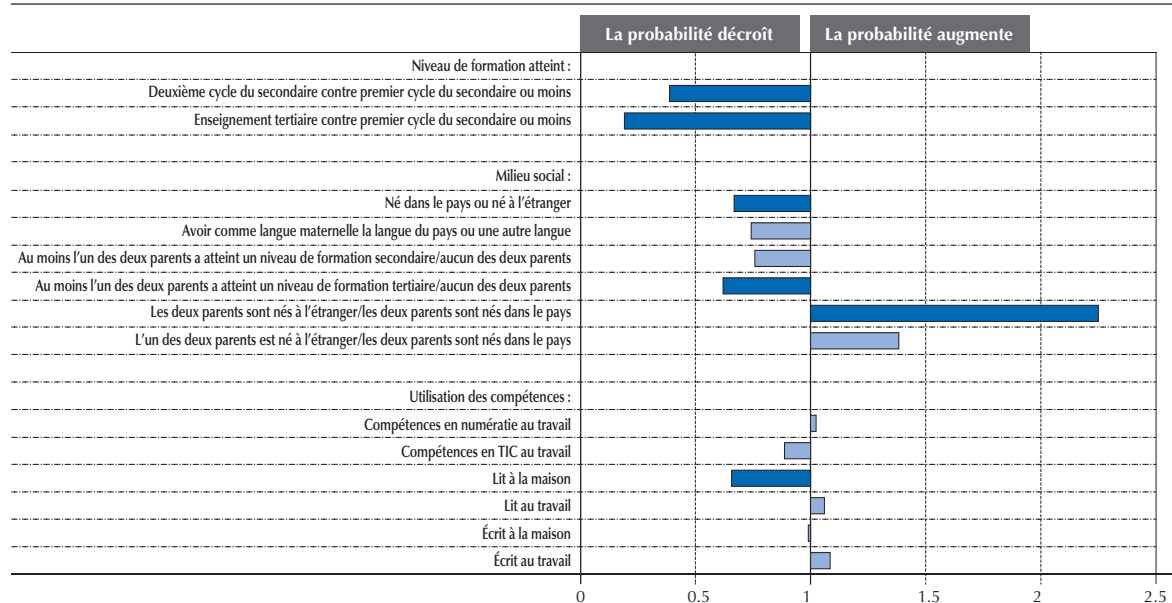 La probabilité décroît
La probabilité augmente
Niveau de formation atteint :
Deuxième cycle du secondaire contre premier cycle du secondaire ou moins
Enseignement tertiaire contre premier cycle du secondaire ou moins
Milieu social :
Né dans le pays ou né à l’étranger
Avoir comme langue maternelle la langue du pays ou une autre langue
Au moins l’un des deux parents a atteint un niveau de formation secondaire/aucun des deux parents
Au moins l’un des deux parents a atteint un niveau de formation tertiaire/aucun des deux parents
Les deux parents sont nés à l’étranger/les deux parents sont nés dans le pays
L’un des deux parents est né à l’étranger/les deux parents sont nés dans le pays
Utilisation des compétences :
Compétences en numératie au travail
Compétences en TIC au travail
Lit à la maison
Lit au travail
Écrit à la maison
Écrit au travail
0 0.5 1 1.5 2 2.5